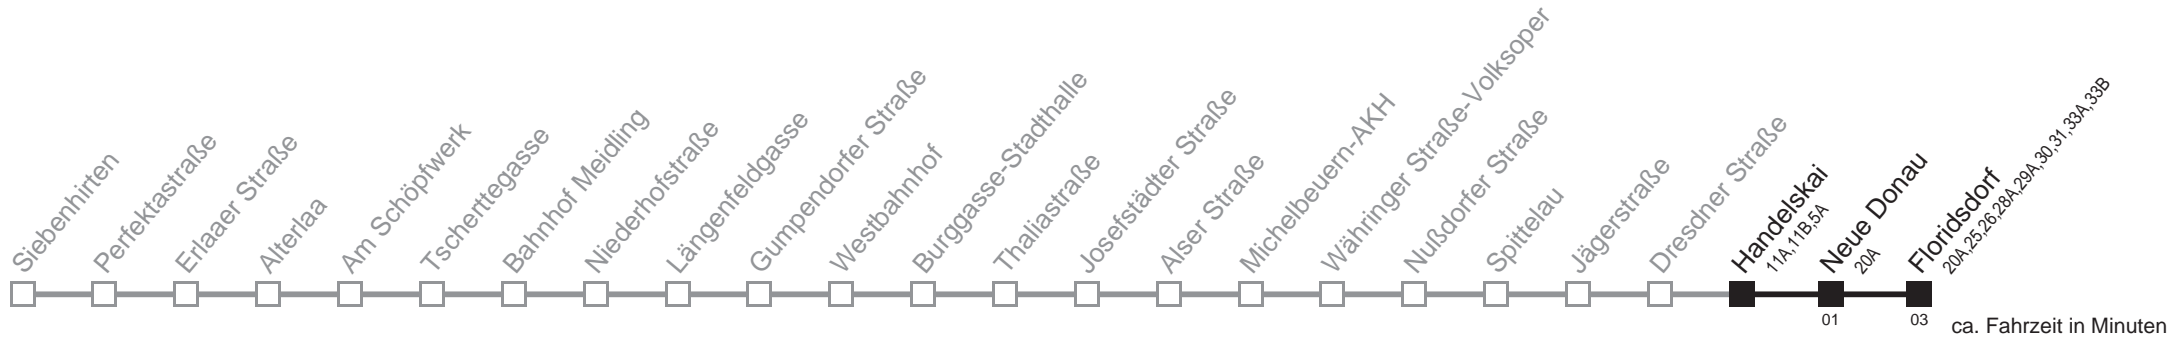 Siebenhirten
Perfektastraße
Erlaaer Straße
Alterlaa
Am Schöpfwerk
Tscherttegasse
Bahnhof Meidling
Niederhofstraße
Längenfeldgasse
Gumpendorfer Straße
Westbahnhof
Burggasse-Stadthalle
Thaliastraße
Josefstädter Straße
Alser Straße
Michelbeuern-AKH
Währinger Straße-Volksoper
Nußdorfer Straße
Spittelau
Jägerstraße
Dresdner Straße
Handelskai
11A,11B,5A
Neue Donau
20A
Floridsdorf
20A,25,26,28A,29A,30,31,33A,33B
01
03
ca. Fahrzeit in Minuten